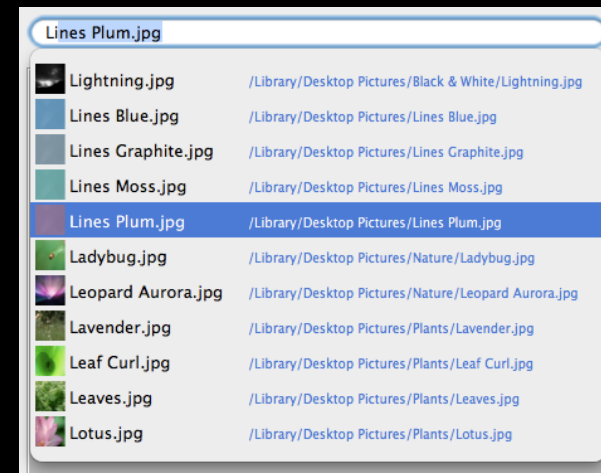 Lines Plum.jpg
Lightning.jpg /Library/Desktop Pictures/Black & White/Lightning.jpg
Lines Blue.jpg /Library/Desktop Pictures/Lines Blue.jpg
Lines Graphite.jpg /Library/Desktop Pictures/Lines Graphite.jpg
Lines Moss.jpg /Library/Desktop Pictures/Lines Moss.jpg
Lines Plum.jpg /Library/Desktop Pictures/Lines Plum.jpg
Ladybug.jpg /Library/Desktop Pictures/Nature/Ladybug.jpg
Leopard Aurora.jpg /Library/Desktop Pictures/Nature/Leopard Aurora.jpg
Lavender.jpg /Library/Desktop Pictures/Plants/Lavender.jpg
Leaf Curl.jpg /Library/Desktop Pictures/Plants/Leaf Curl.jpg
Leaves.jpg /Library/Desktop Pictures/Plants/Leaves.jpg
Lotus.jpg /Library/Desktop Pictures/Plants/Lotus.jpg